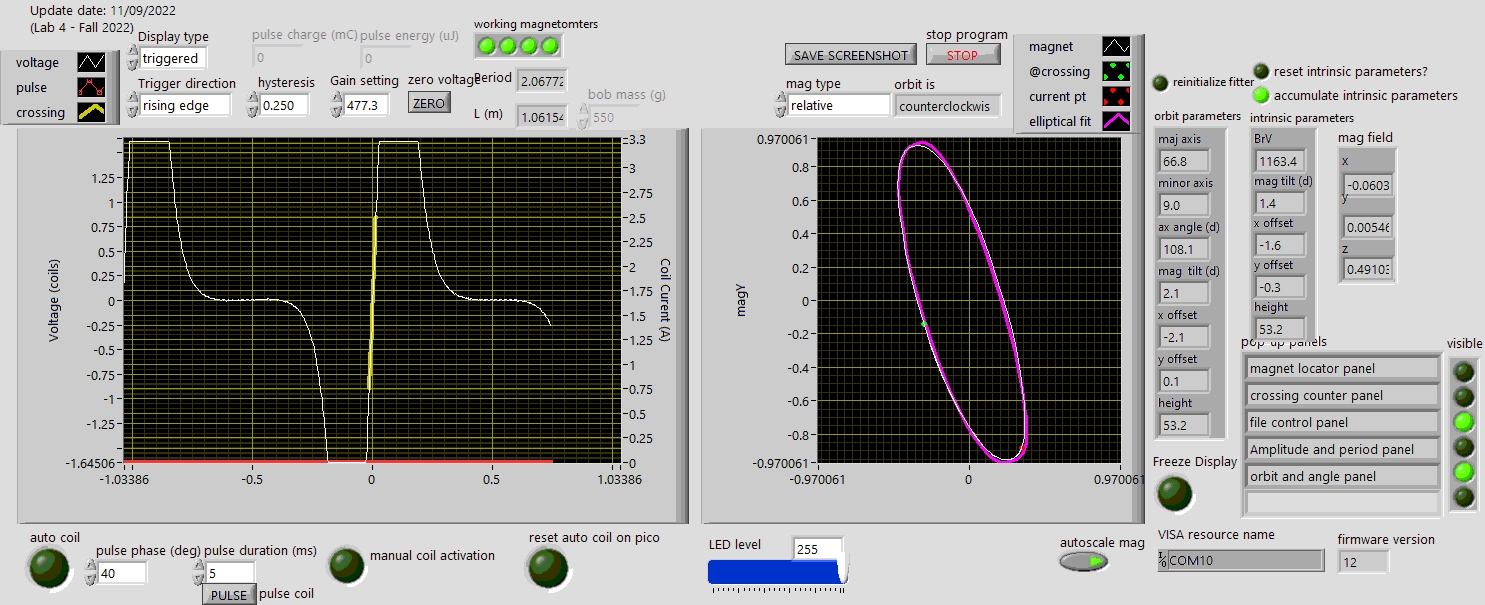 Update date: 11/09/2022
(Lab 4 - Fall 2022)
voltage
pulse
crossing
Display type
triggered
pulse charge (mC)
0
pulse energy (uJ)
0
working magnetomters
Trigger direction
rising edge
hysteresis
0.250
Gain setting
477.3
zero voltage
ZERO
Period
2.0677
L (m)
1.0615
bob mass (g)
550
SAVE SCREENSHOT
stop program
STOP
mag type
relative
orbit is
counterclockwis
magnet
@crossing
current pt
elliptical fit
reinitialize fitter
reset intrinsic parameters?
accumulate intrinsic parameters
Voltage (coils)
1.25
1
0.75
0.5
0.25
0
-0.25
-0.5
-0.75
-1
-1.25
-1.64506
-1.03386
-0.5
0
0.5
1.03386
3.3
3
2.75
2.5
2.25
2
1.75
1.5
1.25
1
0.75
0.5
0.25
0
Coil Current (A)
magY
0.970061
0.8
0.6
0.4
0.2
0
-0.2
-0.4
-0.6
-0.8
-0.970061
-0.970061
0
0.970061
orbit parameters
maj axis
66.8
minor axis
9.0
ax angle (d)
108.1
mag tilt (d)
2.1
x offset
-2.1
y offset
0.1
height
53.2
intrinsic parameters
BrV
1163.4
mag tilt (d)
1.4
x offset
-1.6
y offset
-0.3
height
53.2
mag field
x
-0.0603
y
0.0054
z
0.4910
pop-up panels
visible
magnet locator panel
crossing counter panel
file control panel
Amplitude and period panel
orbit and angle panel
Freeze Display
auto coil
pulse phase (deg)
40
pulse duration (ms)
5
PULSE
pulse coil
manual coil activation
reset auto coil on pico
LED level
255
autoscale mag
VISA resource name
COM10
firmware version
12